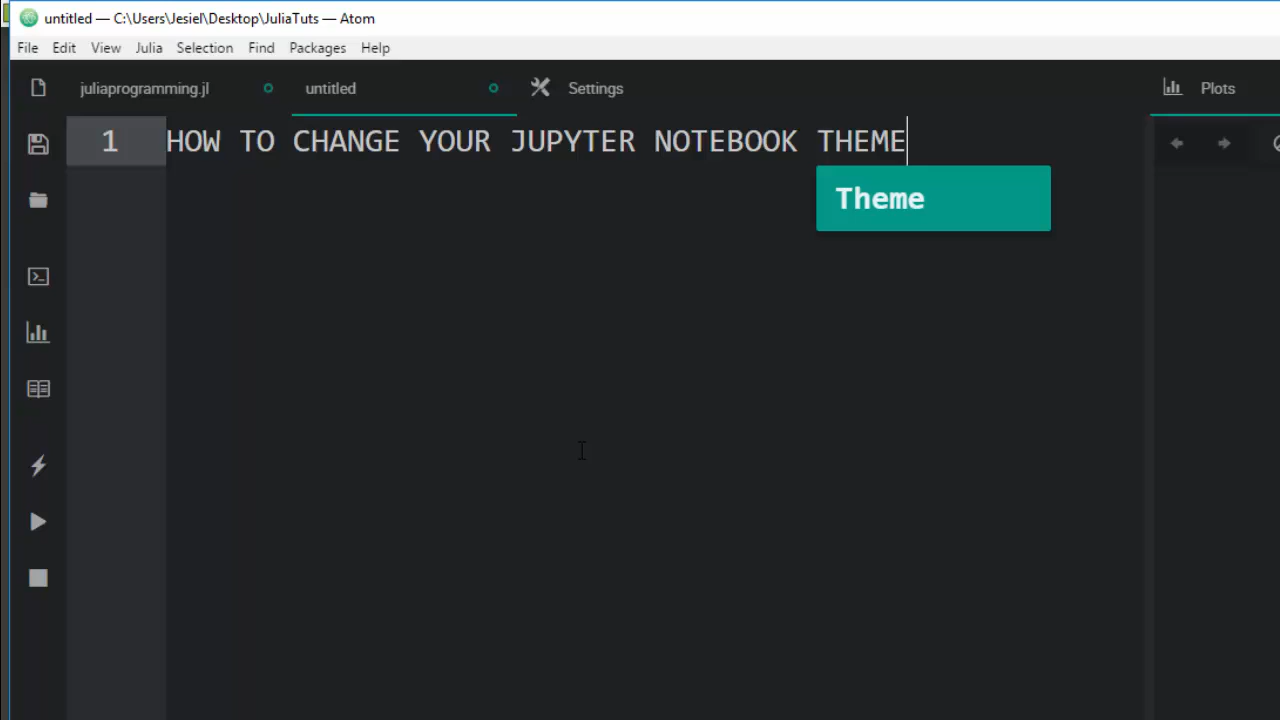 untitled — C:\Users\Jesiel\Desktop\JuliaTuts — Atom
File Edit View Julia Selection Find Packages Help
juliaprogramming.jl untitled Settings Plots
1 HOW TO CHANGE YOUR JUPYTER NOTEBOOK THEME
Theme